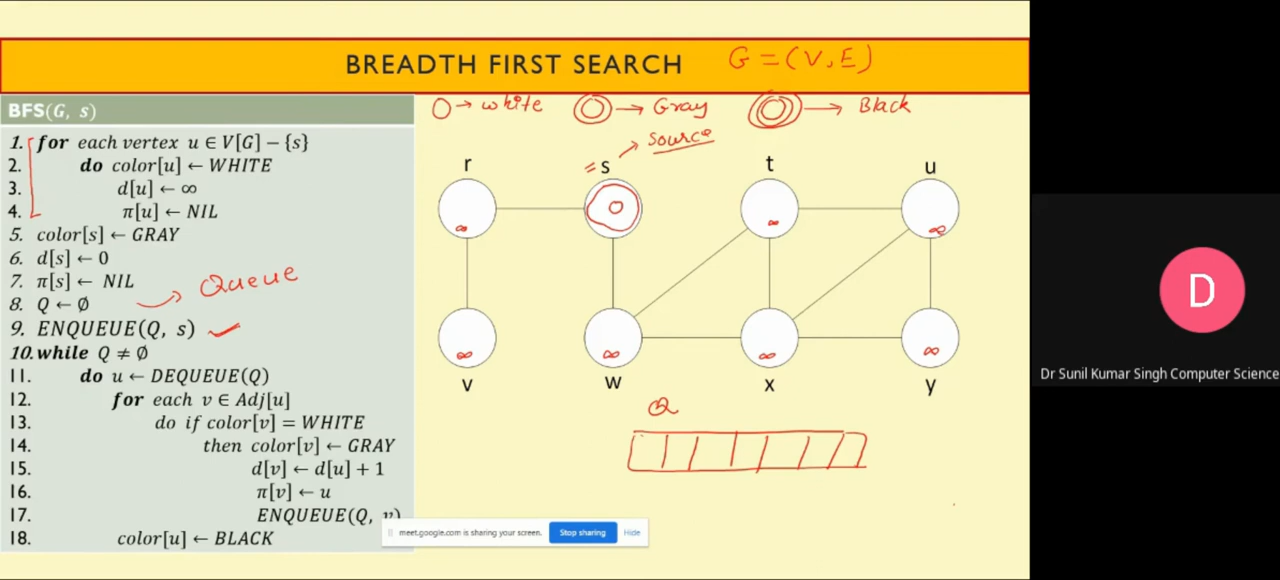 BREADTH FIRST SEARCH G = (V, E)
BFS(G, s)
1. for each vertex u ∈ V[G] − {s}
2. do color[u] ← WHITE
3. d[u] ← ∞
4. π[u] ← NIL
5. color[s] ← GRAY
6. d[s] ← 0
7. π[s] ← NIL
8. Q ← Ø → Queue
9. ENQUEUE(Q, s) ✓
10. while Q ≠ Ø
11. do u ← DEQUEUE(Q)
12. for each v ∈ Adj[u]
13. do if color[v] = WHITE
14. then color[v] ← GRAY
15. d[v] ← d[u] + 1
16. π[v] ← u
17. ENQUEUE(Q, v)
18. color[u] ← BLACK
O → white O → Gray O → Black
= s → Source
r t u
∞ 0 ∞ ∞
∞ ∞ ∞ ∞
v w x y
Q
meet.google.com is sharing your screen. Stop sharing Hide
D
Dr Sunil Kumar Singh Computer Science